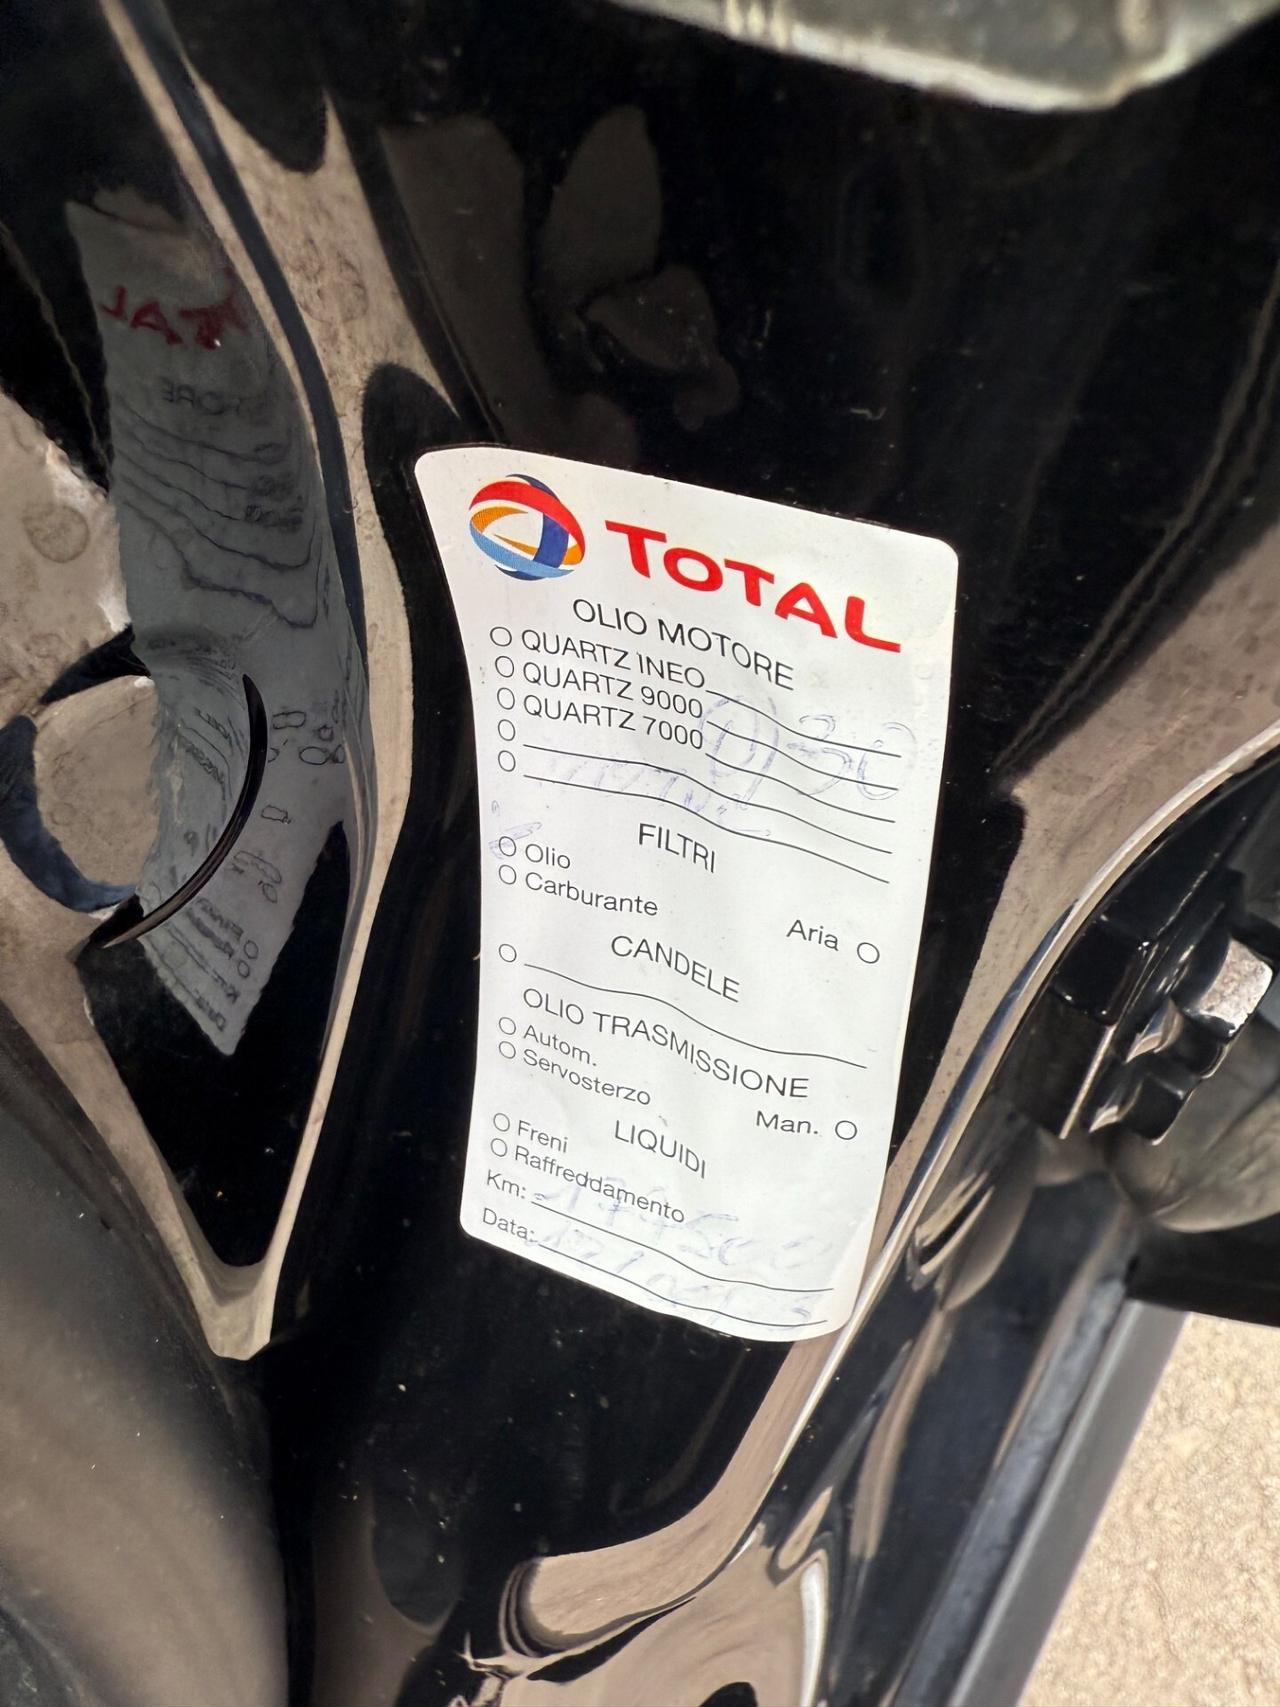 TOTAL
OLIO MOTORE
QUARTZ INEO
QUARTZ 9000
QUARTZ 7000
FILTRI
Olio
Carburante
Aria
CANDELE
OLIO TRASMISSIONE
Autom.
Servosterzo
Man.
LIQUIDI
Freni
Raffreddamento
Km:
Data: